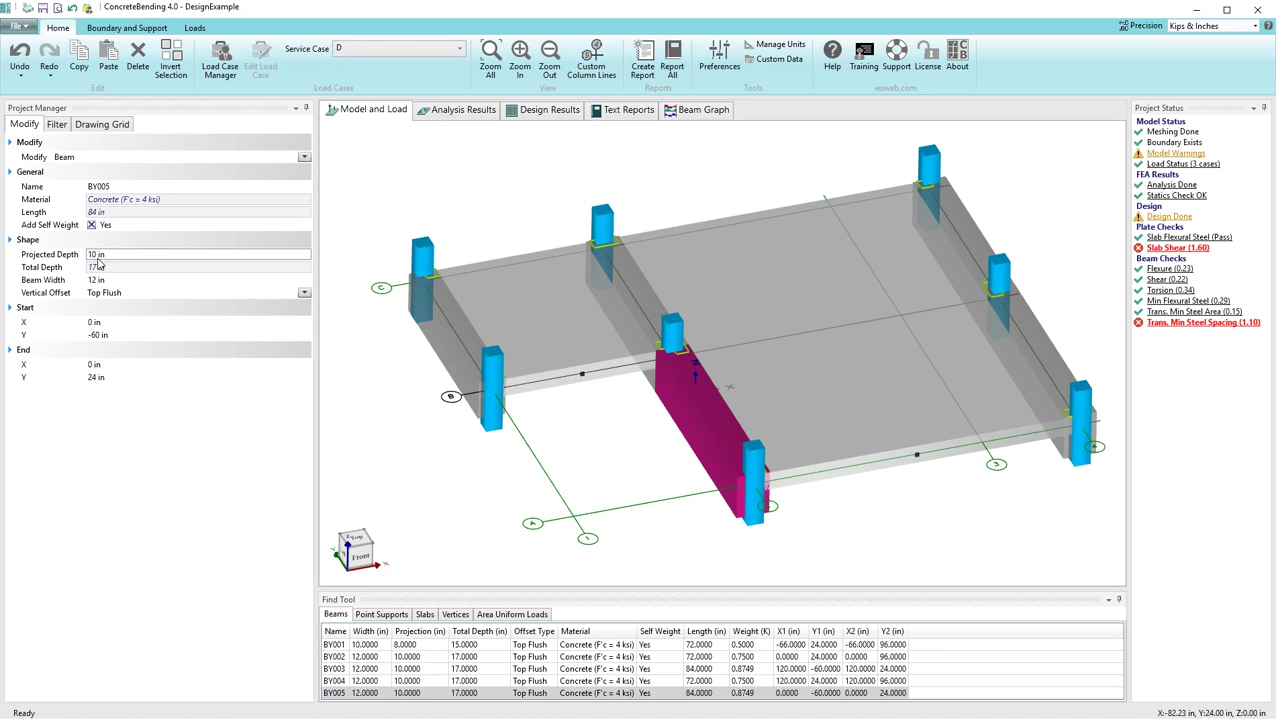 ConcreteBending 4.0 - DesignExample
File Home Boundary and Support Loads
Precision Kips & Inches
Undo Redo Copy Paste Delete Invert Selection
Load Case Manager Edit Load Case Service Case D
Zoom All Zoom In Zoom Out Custom Column Lines
Create Report Report All
Preferences Manage Units
Custom Data
Help Training Support License About
Edit Load Cases View Reports Tools iesweb.com
Project Manager
Modify Filter Drawing Grid
Modify
Modify Beam
General
Name BY005
Material Concrete (F'c = 4 ksi)
Length 84 in
Add Self Weight Yes
Shape
Projected Depth 10 in
Total Depth 17
Beam Width 12 in
Vertical Offset Top Flush
Start
X 0 in
Y -60 in
End
X 0 in
Y 24 in
Model and Load Analysis Results Design Results Text Reports Beam Graph
C
B
A
1
3
Top
Front
Project Status
Model Status
Meshing Done
Boundary Exists
Model Warnings
Load Status (3 cases)
FEA Results
Analysis Done
Statics Check OK
Design
Design Done
Plate Checks
Slab Flexural Steel (Pass)
Slab Shear (1.60)
Beam Checks
Flexure (0.23)
Shear (0.22)
Torsion (0.34)
Min Flexural Steel (0.29)
Trans. Min Steel Area (0.15)
Trans. Min Steel Spacing (1.10)
Find Tool
Beams Point Supports Slabs Vertices Area Uniform Loads
Name Width (in) Projection (in) Total Depth (in) Offset Type Material Self Weight Length (in) Weight (K) X1 (in) Y1 (in) X2 (in) Y2 (in)
BY001 10.0000 8.0000 15.0000 Top Flush Concrete (F'c = 4 ksi) Yes 72.0000 0.5000 -66.0000 24.0000 -66.0000 96.0000
BY002 12.0000 10.0000 17.0000 Top Flush Concrete (F'c = 4 ksi) Yes 72.0000 0.7500 0.0000 24.0000 0.0000 96.0000
BY003 12.0000 10.0000 17.0000 Top Flush Concrete (F'c = 4 ksi) Yes 84.0000 0.8749 120.0000 -60.0000 120.0000 24.0000
BY004 12.0000 10.0000 17.0000 Top Flush Concrete (F'c = 4 ksi) Yes 72.0000 0.7500 120.0000 24.0000 120.0000 96.0000
BY005 12.0000 10.0000 17.0000 Top Flush Concrete (F'c = 4 ksi) Yes 84.0000 0.8749 0.0000 -60.0000 0.0000 24.0000
Ready
X:-82.23 in, Y:24.00 in, Z:0.00 in